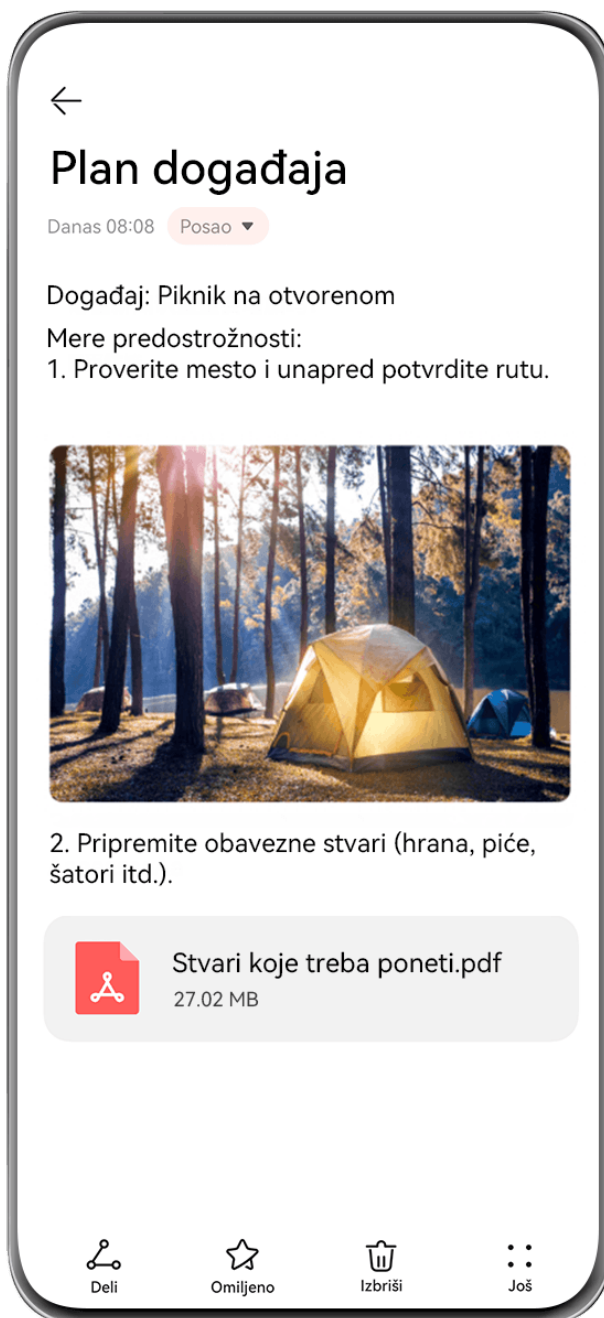 Plan događaja
Danas 08:08 Posao
Događaj: Piknik na otvorenom
Mere predostrožnosti:
1. Proverite mesto i unapred potvrdite rutu.
2. Pripremite obavezne stvari (hrana, piće,
šatori itd.).
Stvari koje treba poneti.pdf
27.02 MB
Deli Omiljeno Izbriši Još